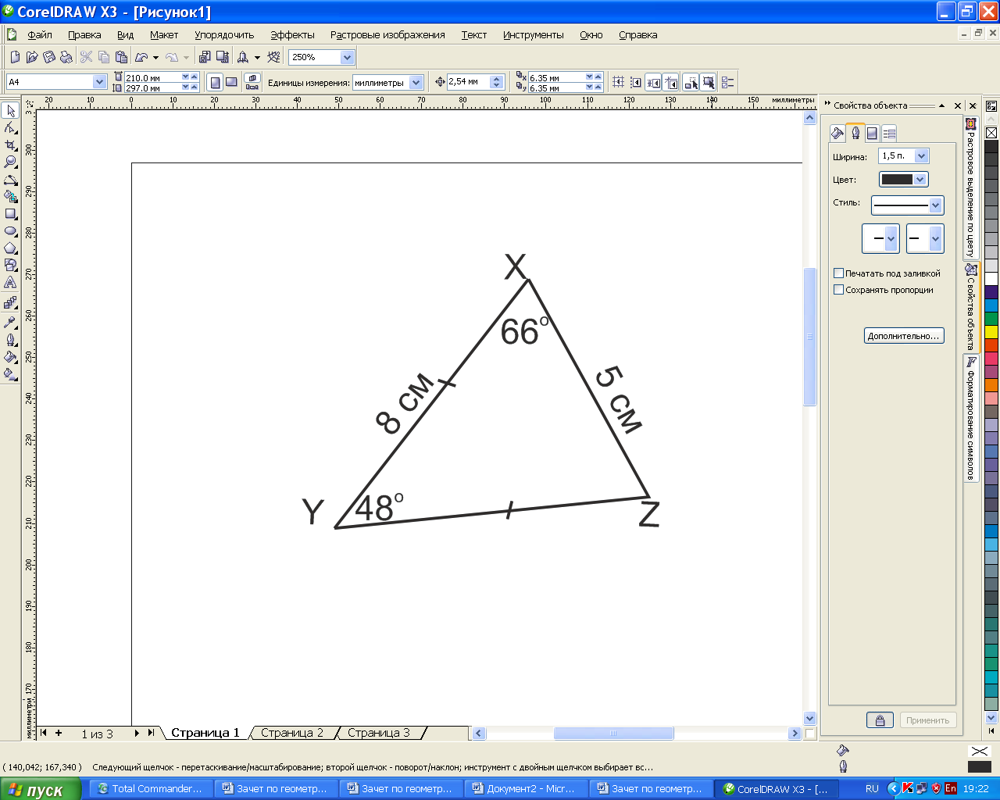 CorelDRAW X3 - [Рисунок1]
Файл Правка Вид Макет Упорядочить Эффекты Растровые изображения Текст Инструменты Окно Справка
250%
A4 210.0 мм 297.0 мм Единицы измерения: миллиметры 2,54 мм x 6.35 мм y 6.35 мм
20 10 0 10 20 30 40 50 60 70 80 90 100 110 120 130 140 150 миллиметры
300
290
280
270
260
250
240
230
220
210
200
190
180
170
миллиметры
X
66°
8 см
5 см
Y
48°
Z
Свойства объекта
Ширина: 1,5 п.
Цвет:
Стиль:
Печатать под заливкой
Сохранять пропорции
Дополнительно...
Применить
Растровое выделение по цвету
Свойства объекта
Форматирование символов
1 из 3 Страница 1 Страница 2 Страница 3
( 140,042; 167,340 ) Следующий щелчок - перетаскивание/масштабирование; второй щелчок - поворот/наклон; инструмент с двойным щелчком выбирает вс...
пуск Total Commander... Зачет по геометр... Зачет по геометр... Документ2 - Micr... Зачет по геометр... CorelDRAW X3 - [... RU En 19:22